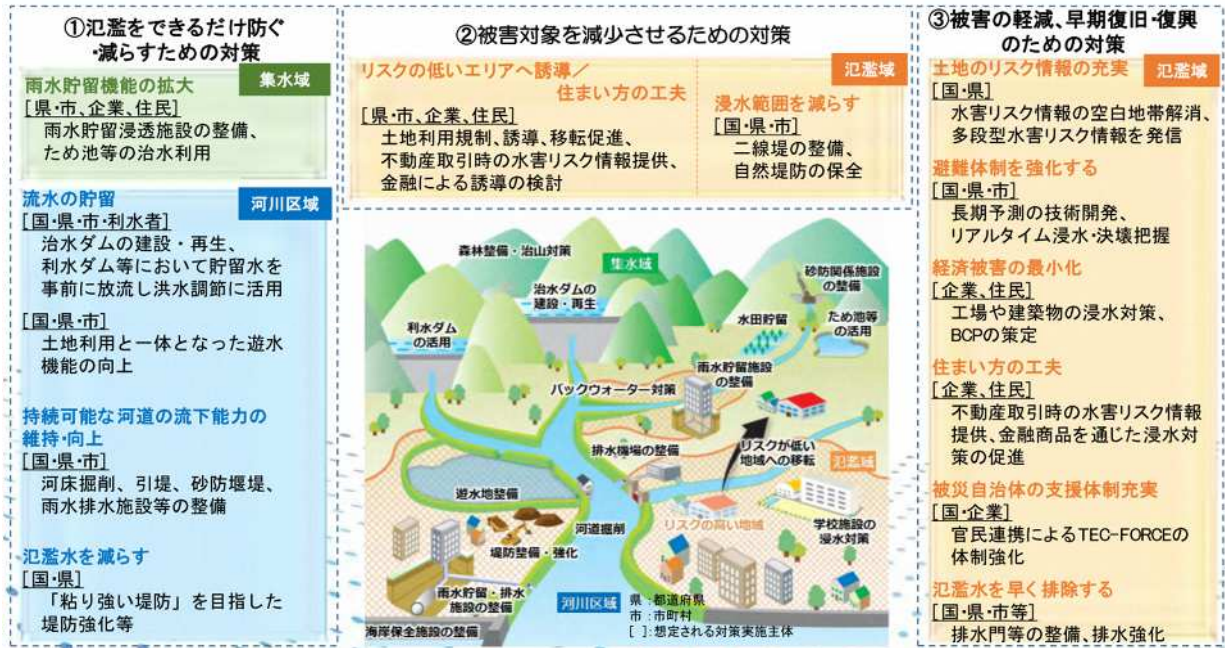 ①氾濫をできるだけ防ぐ
・減らすための対策
集水域
雨水貯留機能の拡大
[県・市、企業、住民]
雨水貯留浸透施設の整備、
ため池等の治水利用
河川区域
流水の貯留
[国・県・市・利水者]
治水ダムの建設・再生、
利水ダム等において貯留水を
事前に放流し洪水調節に活用
[国・県・市]
土地利用と一体となった遊水
機能の向上
持続可能な河道の流下能力の
維持・向上
[国・県・市]
河床掘削、引堤、砂防堰堤、
雨水排水施設等の整備
氾濫水を減らす
[国・県]
「粘り強い堤防」を目指した
堤防強化等
②被害対象を減少させるための対策
リスクの低いエリアへ誘導／
住まい方の工夫
[県・市、企業、住民]
土地利用規制、誘導、移転促進、
不動産取引時の水害リスク情報提供、
金融による誘導の検討
氾濫域
浸水範囲を減らす
[国・県・市]
二線堤の整備、
自然堤防の保全
森林整備・治山対策
集水域
砂防関係施設
の整備
治水ダムの
建設・再生
利水ダム
の活用
水田貯留
ため池等
の活用
雨水貯留施設
の整備
バックウォーター対策
排水機場の整備
リスクが低い
地域への移転
氾濫域
遊水地整備
河道掘削
リスクの高い地域
学校施設の
浸水対策
堤防整備・強化
雨水貯留・排水
施設の整備
海岸保全施設の整備
河川区域
県：都道府県
市：市町村
[ ]：想定される対策実施主体
③被害の軽減、早期復旧・復興
のための対策
土地のリスク情報の充実
氾濫域
[国・県]
水害リスク情報の空白地帯解消、
多段型水害リスク情報を発信
避難体制を強化する
[国・県・市]
長期予測の技術開発、
リアルタイム浸水・決壊把握
経済被害の最小化
[企業、住民]
工場や建築物の浸水対策、
BCPの策定
住まい方の工夫
[企業、住民]
不動産取引時の水害リスク情報
提供、金融商品を通じた浸水対
策の促進
被災自治体の支援体制充実
[国・企業]
官民連携によるTEC-FORCEの
体制強化
氾濫水を早く排除する
[国・県・市等]
排水門等の整備、排水強化